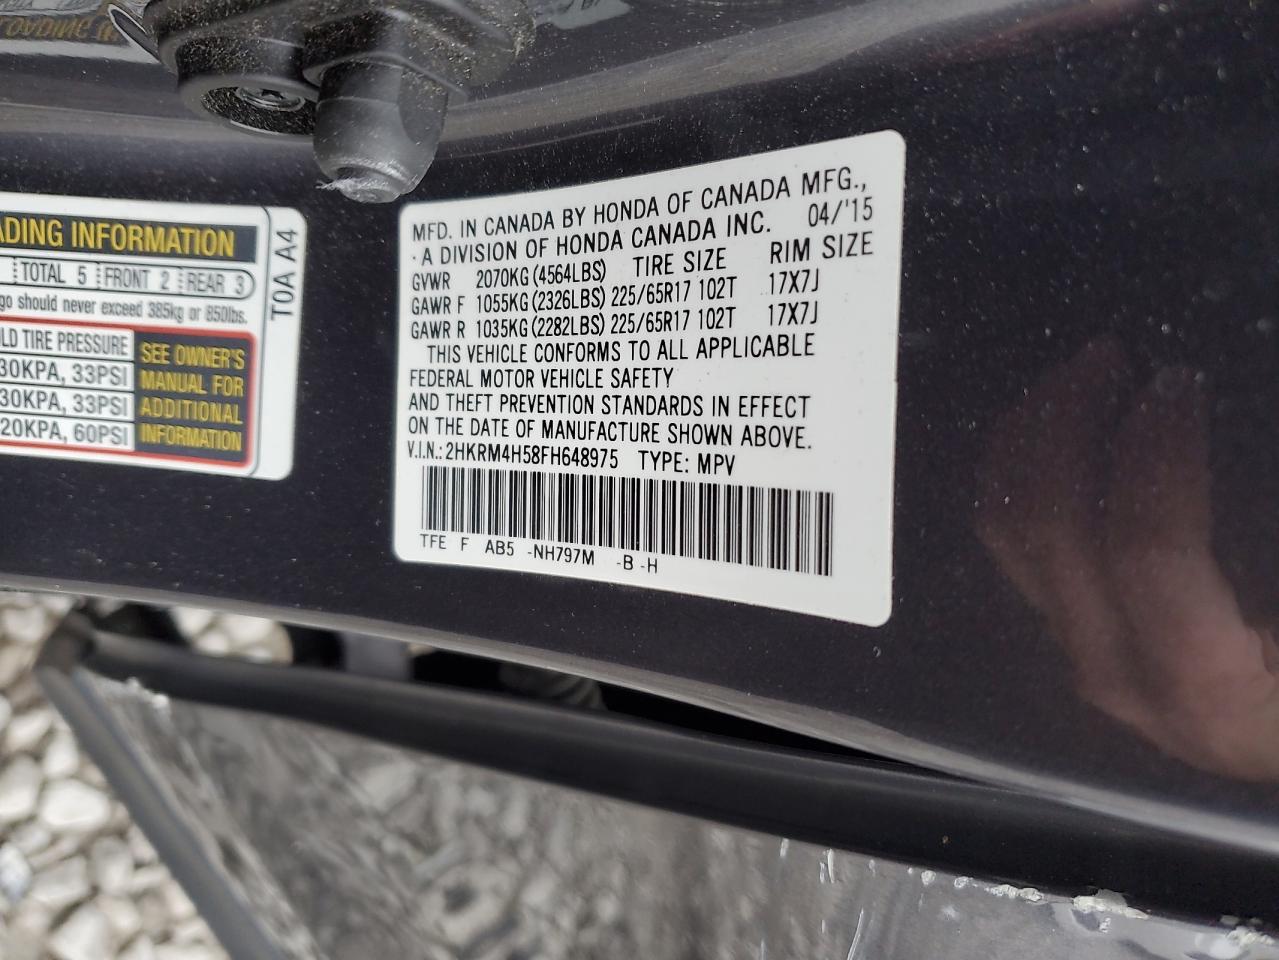 ADING INFORMATION
TOTAL 5 FRONT 2 REAR 3
go should never exceed 385kg or 850lbs.
TIRE PRESSURE
33PSI
33PSI
60PSI
SEE OWNER'S
MANUAL FOR
ADDITIONAL
INFORMATION
T0A A4
MFD. IN CANADA BY HONDA OF CANADA MFG.,
· A DIVISION OF HONDA CANADA INC. 04/'15
GVWR 2070KG(4564LBS) TIRE SIZE RIM SIZE
GAWR F 1055KG(2326LBS) 225/65R17 102T 17X7J
GAWR R 1035KG(2282LBS) 225/65R17 102T 17X7J
THIS VEHICLE CONFORMS TO ALL APPLICABLE
FEDERAL MOTOR VEHICLE SAFETY
AND THEFT PREVENTION STANDARDS IN EFFECT
ON THE DATE OF MANUFACTURE SHOWN ABOVE.
V.I.N.: 2HKRM4H58FH648975 TYPE: MPV
TFE F AB5 -NH797M -B -H